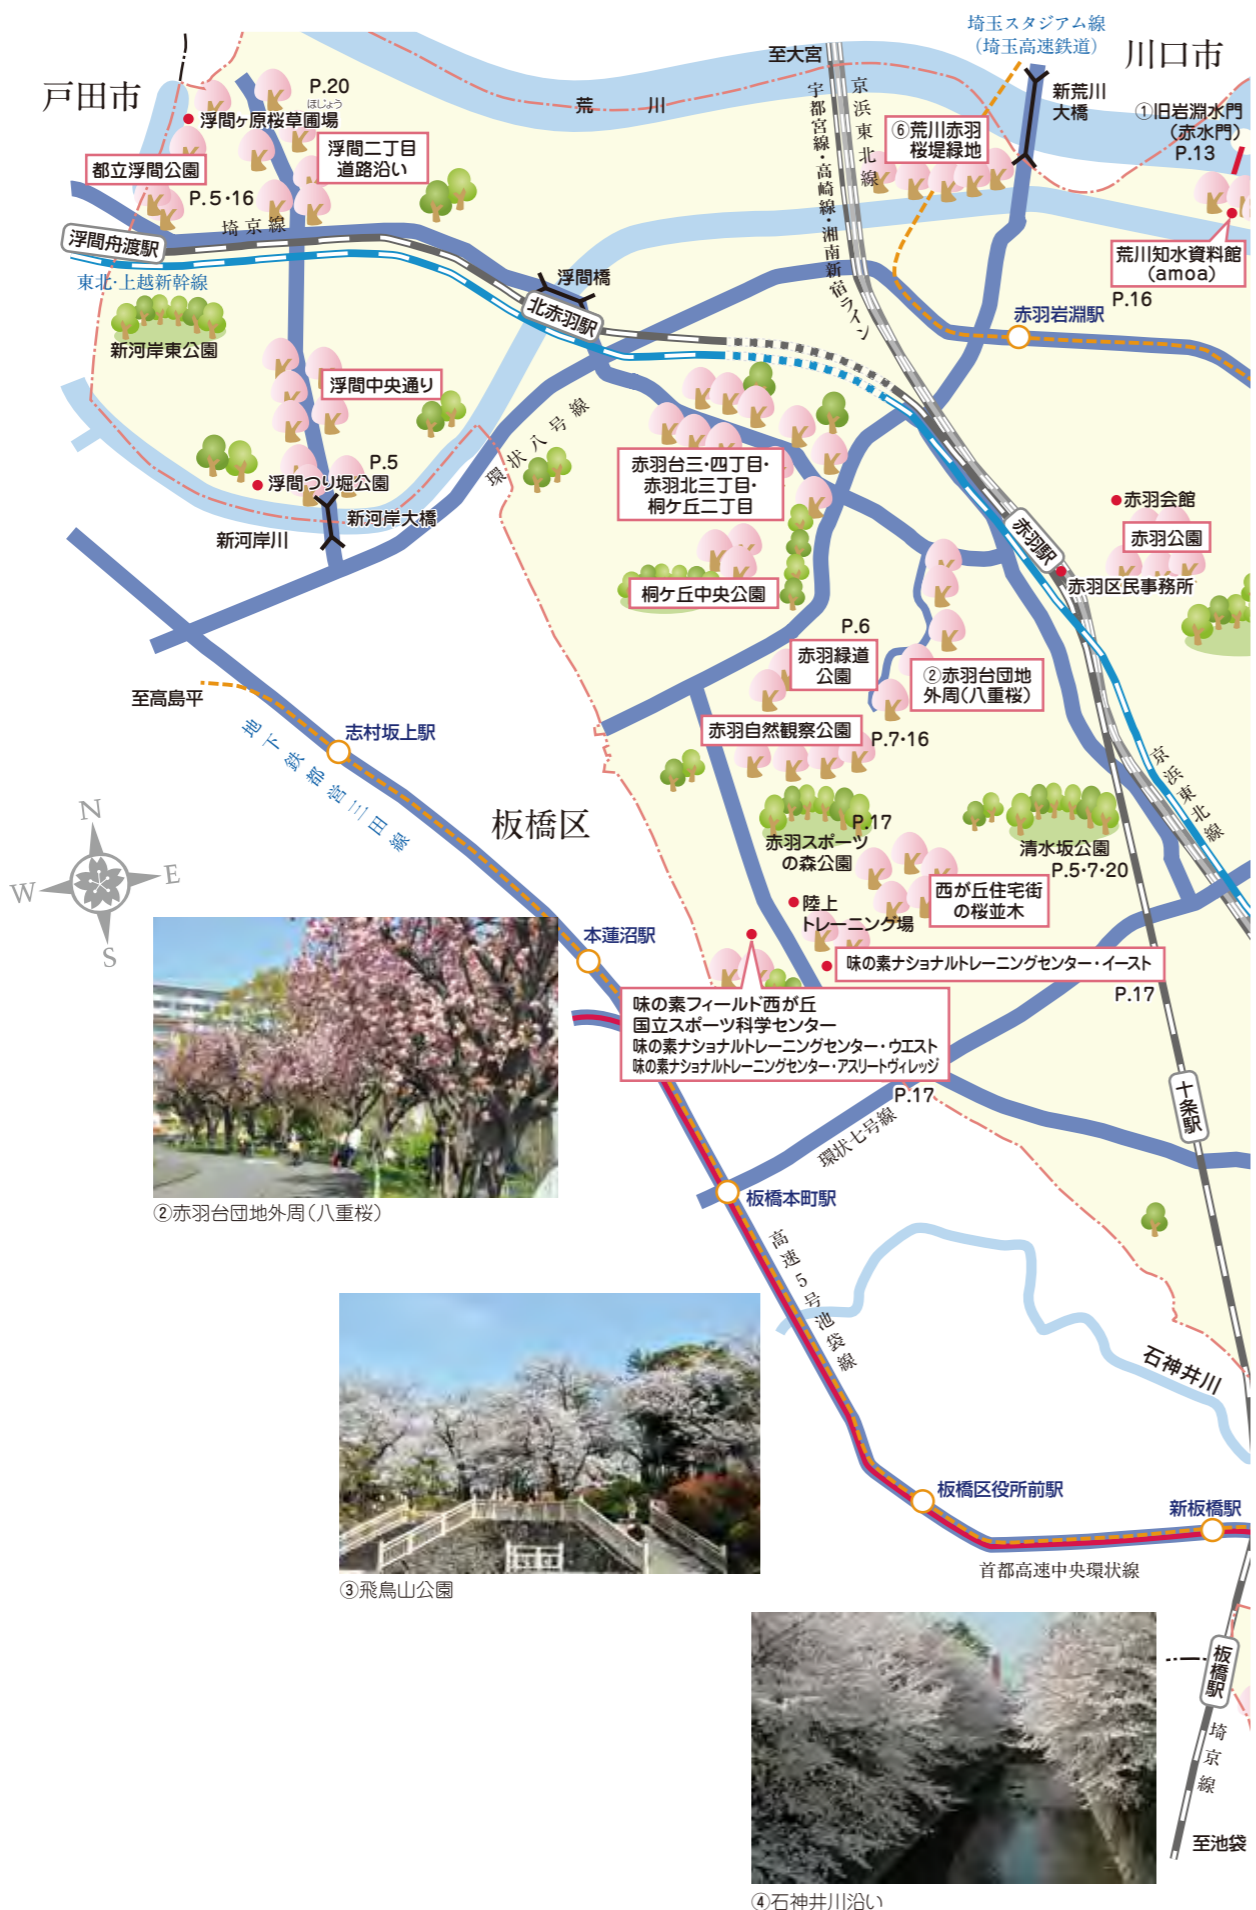 埼玉スタジアム線
（埼玉高速鉄道）
川口市
至大宮
戸田市
P.20
ほじょう
浮間ヶ原桜草圃場
荒川
宇都宮線・高崎線・湘南新宿ライン
京浜東北線
新荒川
大橋
①旧岩淵水門
（赤水門）
P.13
⑥荒川赤羽
桜堤緑地
浮間二丁目
道路沿い
都立浮間公園
P.5・16
埼京線
浮間舟渡駅
東北・上越新幹線
浮間橋
北赤羽駅
荒川知水資料館
（amoa）
P.16
赤羽岩淵駅
新河岸東公園
浮間中央通り
環状八号線
P.5
浮間つり堀公園
新河岸大橋
新河岸川
赤羽台三・四丁目・
赤羽北三丁目・
桐ケ丘二丁目
赤羽会館
赤羽公園
赤羽駅
赤羽区民事務所
桐ケ丘中央公園
P.6
赤羽緑道
公園
②赤羽台団地
外周（八重桜）
至高島平
志村坂上駅
地下鉄都営三田線
赤羽自然観察公園
P.7・16
京浜東北線
板橋区
N
W
E
S
P.17
赤羽スポーツ
の森公園
清水坂公園
P.5・7・20
西が丘住宅街
の桜並木
陸上
トレーニング場
本蓮沼駅
味の素ナショナルトレーニングセンター・イースト
P.17
味の素フィールド西が丘
国立スポーツ科学センター
味の素ナショナルトレーニングセンター・ウエスト
味の素ナショナルトレーニングセンター・アスリートヴィレッジ
P.17
十条駅
環状七号線
板橋本町駅
②赤羽台団地外周（八重桜）
高速5号池袋線
石神井川
板橋区役所前駅
新板橋駅
首都高速中央環状線
③飛鳥山公園
板橋駅
埼京線
至池袋
④石神井川沿い